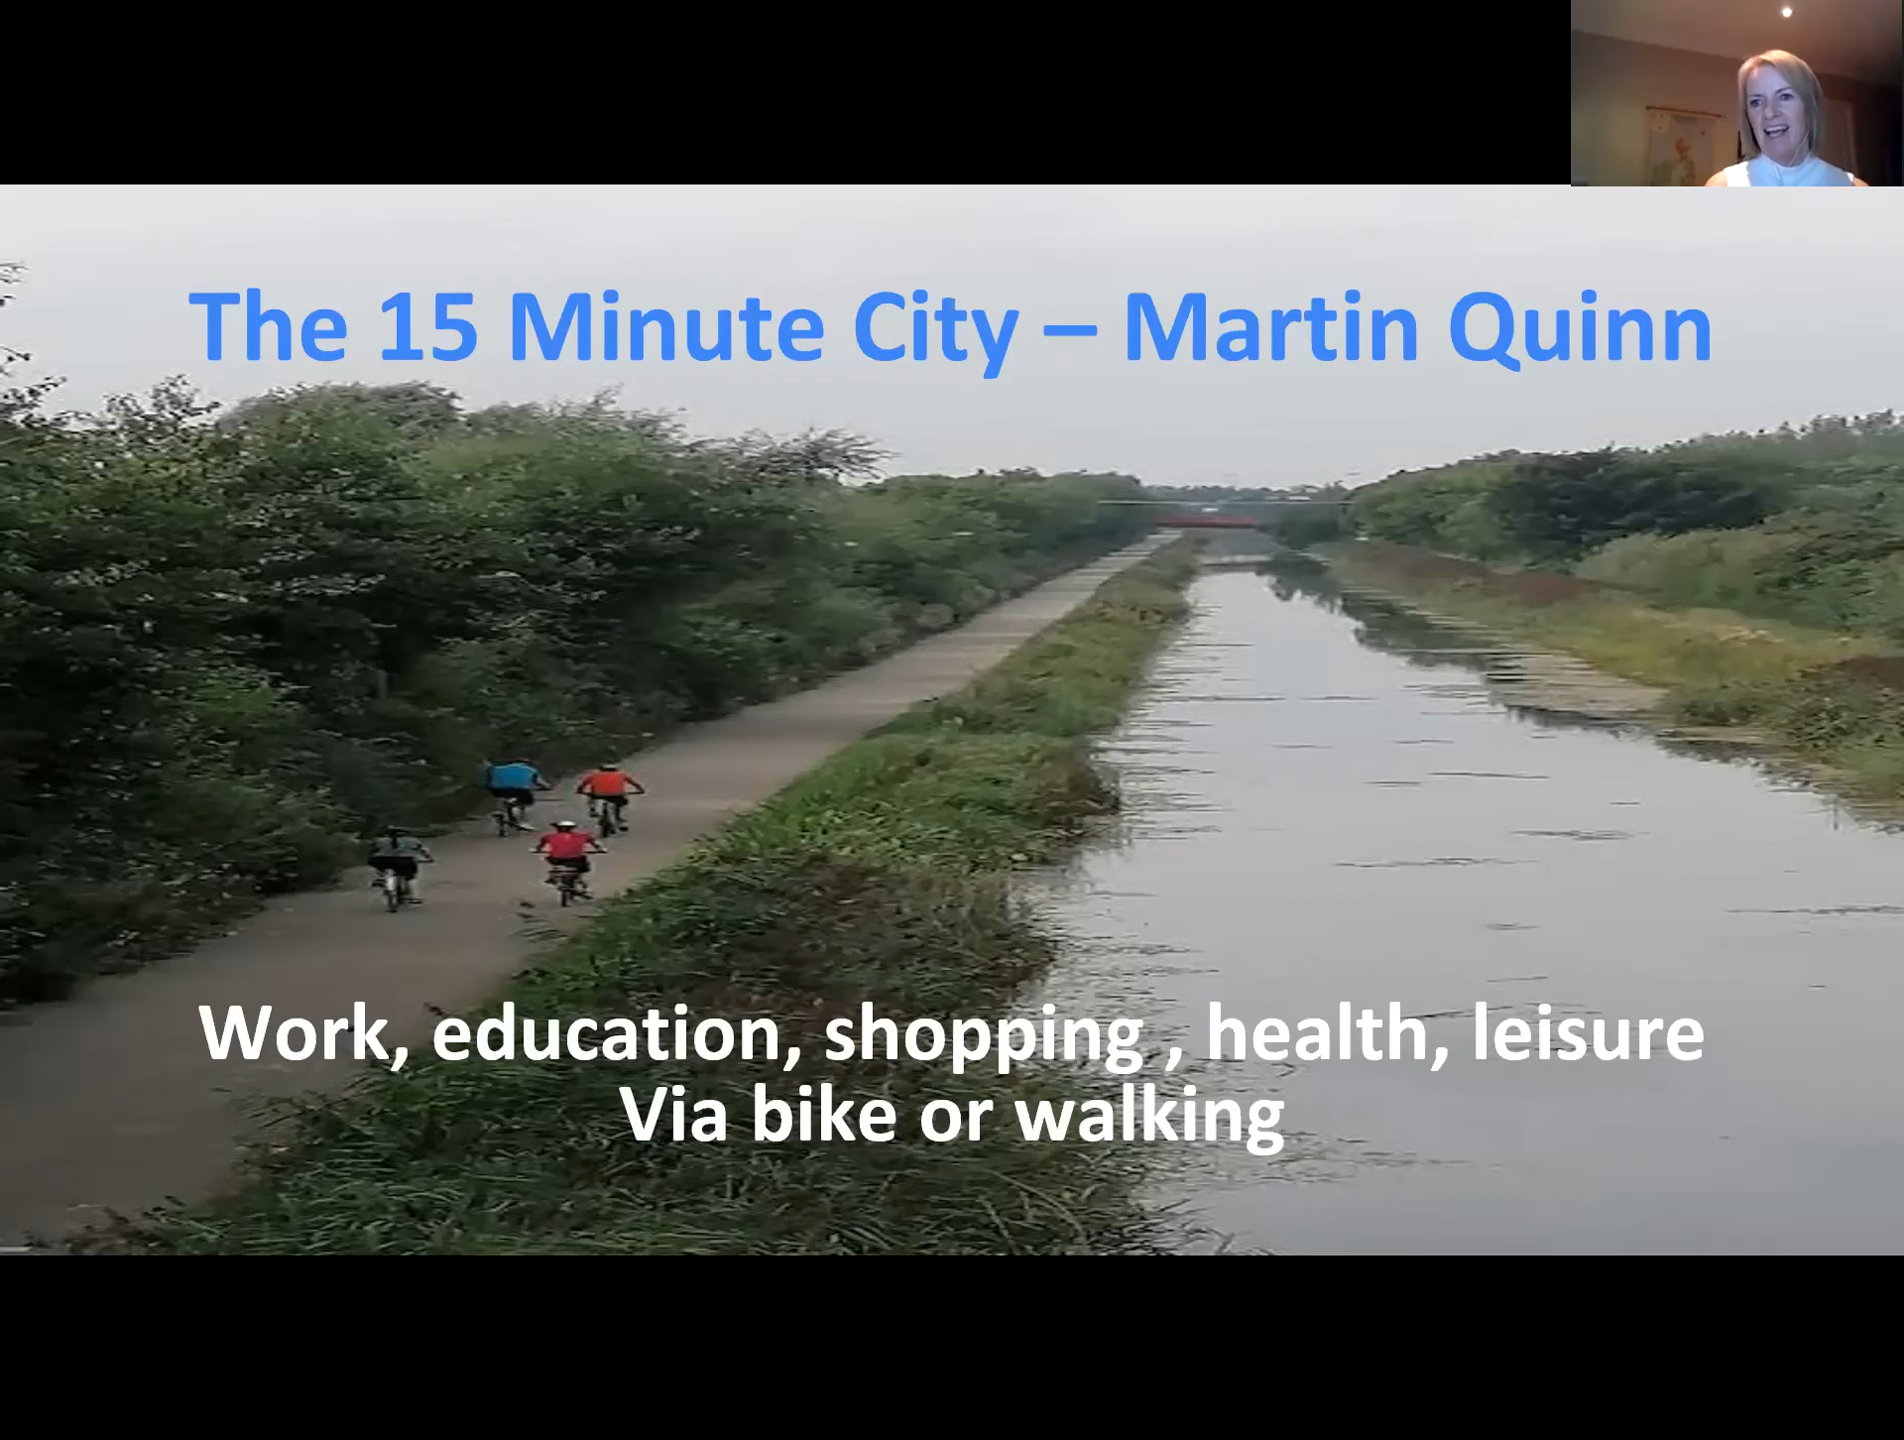 The 15 Minute City – Martin Quinn
Work, education, shopping , health, leisure
Via bike or walking